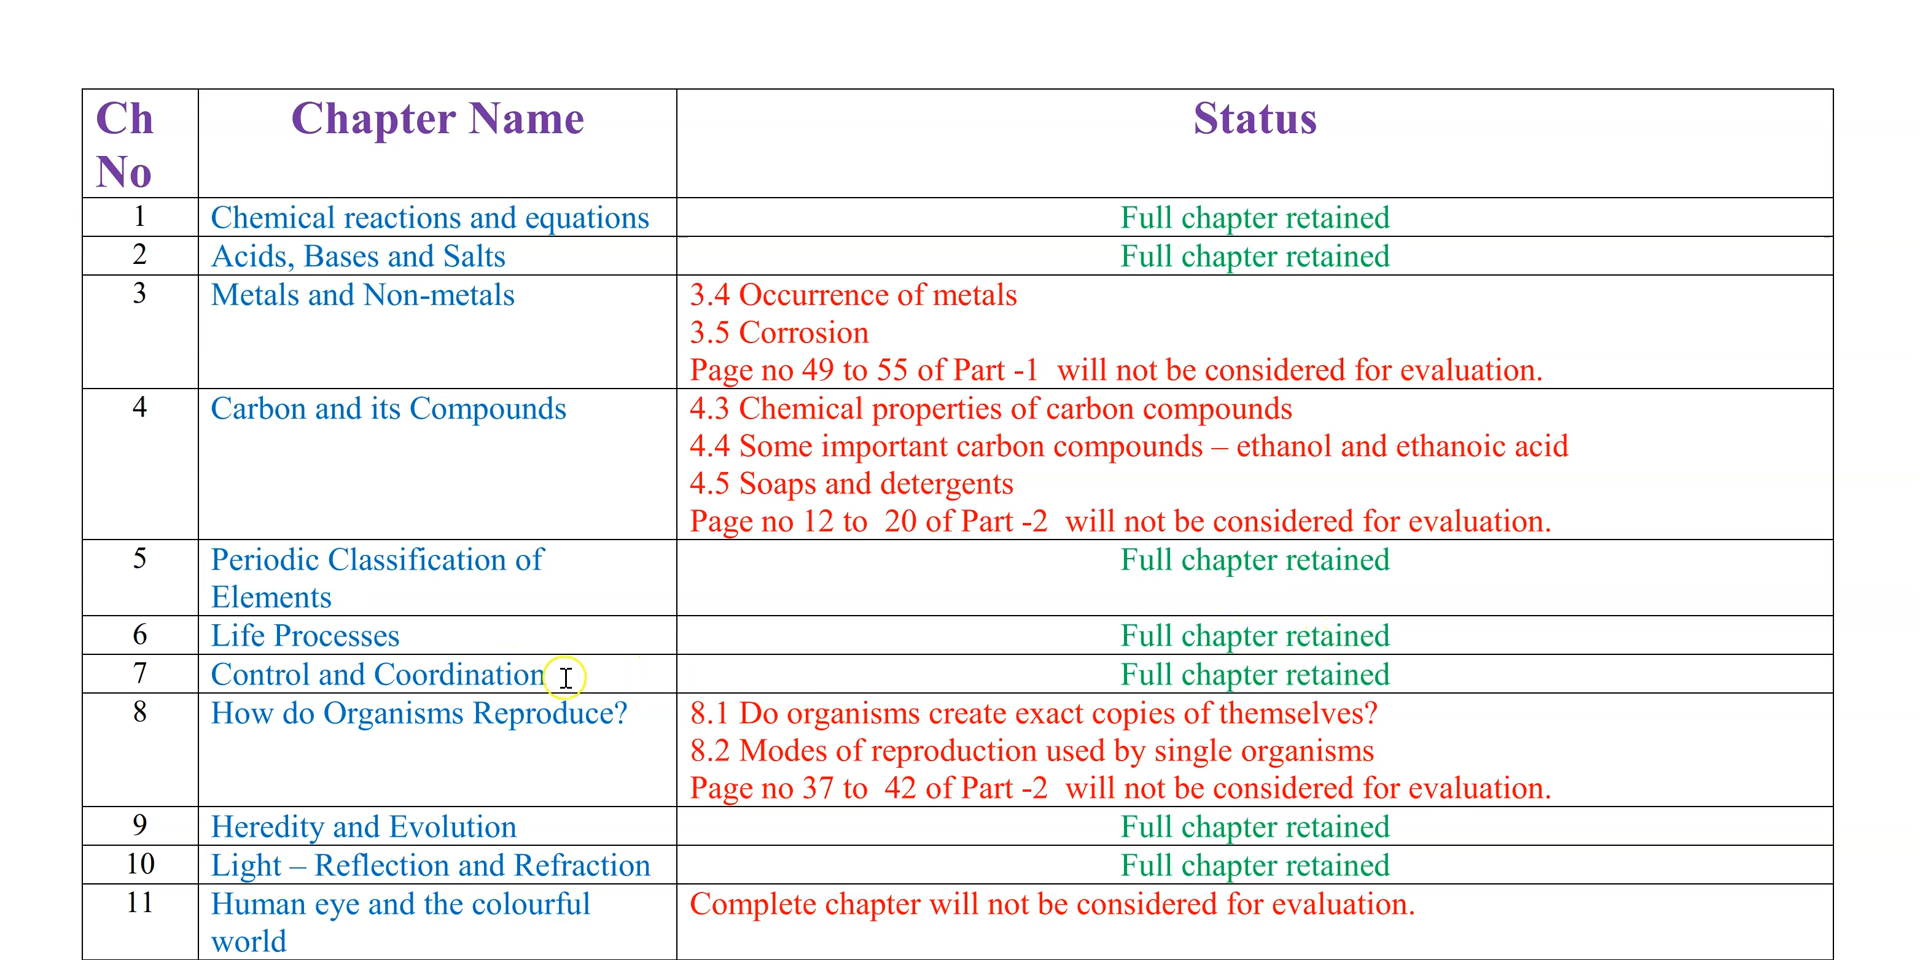 Ch No Chapter Name Status
1 Chemical reactions and equations Full chapter retained
2 Acids, Bases and Salts Full chapter retained
3 Metals and Non-metals 3.4 Occurrence of metals
3.5 Corrosion
Page no 49 to 55 of Part -1 will not be considered for evaluation.
4 Carbon and its Compounds 4.3 Chemical properties of carbon compounds
4.4 Some important carbon compounds – ethanol and ethanoic acid
4.5 Soaps and detergents
Page no 12 to 20 of Part -2 will not be considered for evaluation.
5 Periodic Classification of Full chapter retained
Elements
6 Life Processes Full chapter retained
7 Control and Coordination Full chapter retained
8 How do Organisms Reproduce? 8.1 Do organisms create exact copies of themselves?
8.2 Modes of reproduction used by single organisms
Page no 37 to 42 of Part -2 will not be considered for evaluation.
9 Heredity and Evolution Full chapter retained
10 Light – Reflection and Refraction Full chapter retained
11 Human eye and the colourful Complete chapter will not be considered for evaluation.
world